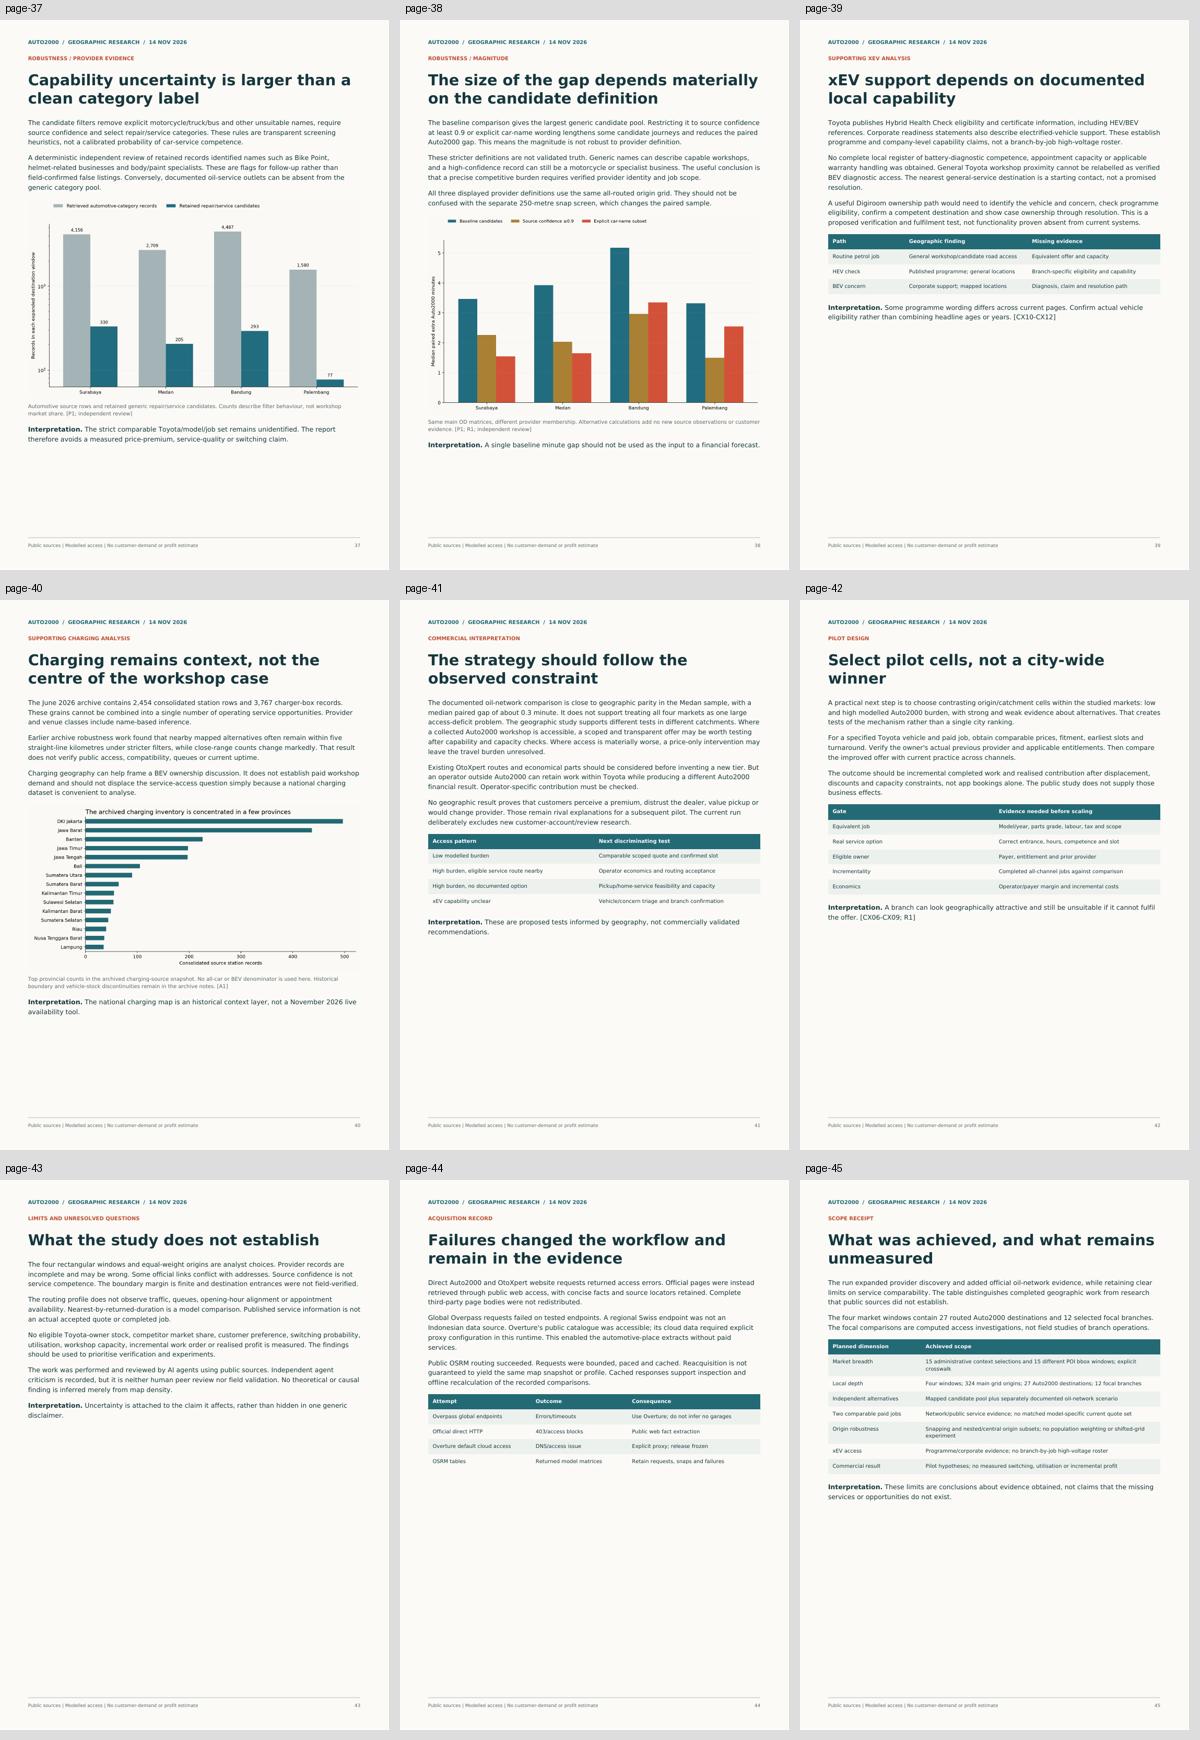 page-37
AUTO2000 / GEOGRAPHIC RESEARCH / 14 NOV 2026
ROBUSTNESS / PROVIDER EVIDENCE
Capability uncertainty is larger than a
clean category label
The candidate filters remove explicit motorcycle/truck/bus and other unsuitable names, require
source confidence and select repair/service categories. These rules are transparent screening
heuristics, not a calibrated probability of car-service competence.
A deterministic independent review of retained records identified names such as Bike Point,
helmet-related businesses and body/paint specialists. These are flags for follow-up rather than
field-confirmed false listings. Conversely, documented oil-service outlets can be absent from the
generic category pool.
Retrieved automotive-category records
Retained repair/service candidates
Records in each expanded destination window
10³
10²
4,156
330
2,709
205
4,487
293
1,580
77
Surabaya
Medan
Bandung
Palembang
Automotive source rows and retained generic repair/service candidates. Counts describe filter behaviour, not workshop
market share. [P1; independent review]
Interpretation. The strict comparable Toyota/model/job set remains unidentified. The report
therefore avoids a measured price-premium, service-quality or switching claim.
Public sources | Modelled access | No customer-demand or profit estimate
37
page-38
AUTO2000 / GEOGRAPHIC RESEARCH / 14 NOV 2026
ROBUSTNESS / MAGNITUDE
The size of the gap depends materially
on the candidate definition
The baseline comparison gives the largest generic candidate pool. Restricting it to source confidence
at least 0.9 or explicit car-name wording lengthens some candidate journeys and reduces the paired
Auto2000 gap. This means the magnitude is not robust to provider definition.
These stricter definitions are not validated truth. Generic names can describe capable workshops,
and a high-confidence record can still be a motorcycle or specialist business. The useful conclusion is
that a precise competitive burden requires verified provider identity and job scope.
All three displayed provider definitions use the same all-routed origin grid. They should not be
confused with the separate 250-metre snap screen, which changes the paired sample.
Baseline candidates
Source confidence ≥0.9
Explicit car-name subset
Median paired extra Auto2000 minutes
5
4
3
2
1
0
Surabaya
Medan
Bandung
Palembang
Same main OD matrices, different provider membership. Alternative calculations add no new source observations or customer
evidence. [P1; R1; independent review]
Interpretation. A single baseline minute gap should not be used as the input to a financial forecast.
Public sources | Modelled access | No customer-demand or profit estimate
38
page-39
AUTO2000 / GEOGRAPHIC RESEARCH / 14 NOV 2026
SUPPORTING XEV ANALYSIS
xEV support depends on documented
local capability
Toyota publishes Hybrid Health Check eligibility and certificate information, including HEV/BEV
references. Corporate readiness statements also describe electrified-vehicle support. These establish
programme and company-level capability claims, not a branch-by-job high-voltage roster.
No complete local register of battery-diagnostic competence, appointment capacity or applicable
warranty handling was obtained. General Toyota workshop proximity cannot be relabelled as verified
BEV diagnostic access. The nearest general-service destination is a starting contact, not a promised
resolution.
A useful Digiroom ownership path would need to identify the vehicle and concern, check programme
eligibility, confirm a competent destination and show case ownership through resolution. This is a
proposed verification and fulfilment test, not functionality proven absent from current systems.
Path Geographic finding Missing evidence
Routine petrol job General workshop/candidate road access Equivalent offer and capacity
HEV check Published programme; general locations Branch-specific eligibility and capability
BEV concern Corporate support; mapped locations Diagnosis, claim and resolution path
Interpretation. Some programme wording differs across current pages. Confirm actual vehicle
eligibility rather than combining headline ages or years. [CX10-CX12]
Public sources | Modelled access | No customer-demand or profit estimate
39
page-40
AUTO2000 / GEOGRAPHIC RESEARCH / 14 NOV 2026
SUPPORTING CHARGING ANALYSIS
Charging remains context, not the
centre of the workshop case
The June 2026 archive contains 2,454 consolidated station rows and 3,767 charger-box records.
These grains cannot be combined into a single number of operating service opportunities. Provider
and venue classes include name-based inference.
Earlier archive robustness work found that nearby mapped alternatives often remain within five
straight-line kilometres under stricter filters, while close-range counts change markedly. That result
does not verify public access, compatibility, queues or current uptime.
Charging geography can help frame a BEV ownership discussion. It does not establish paid workshop
demand and should not displace the service-access question simply because a national charging
dataset is convenient to analyse.
The archived charging inventory is concentrated in a few provinces
DKI Jakarta
Jawa Barat
Banten
Jawa Timur
Jawa Tengah
Bali
Sumatera Utara
Sumatera Barat
Kalimantan Timur
Sulawesi Selatan
Kalimantan Barat
Sumatera Selatan
Riau
Nusa Tenggara Barat
Lampung
0 100 200 300 400 500
Consolidated source station records
Top provincial counts in the archived charging-source snapshot. No all-car or BEV denominator is used here. Historical
boundary and vehicle-stock discontinuities remain in the archive notes. [A1]
Interpretation. The national charging map is an historical context layer, not a November 2026 live
availability tool.
Public sources | Modelled access | No customer-demand or profit estimate
40
page-41
AUTO2000 / GEOGRAPHIC RESEARCH / 14 NOV 2026
COMMERCIAL INTERPRETATION
The strategy should follow the
observed constraint
The documented oil-network comparison is close to geographic parity in the Medan sample, with a
median paired gap of about 0.3 minute. It does not support treating all four markets as one large
access-deficit problem. The geographic study supports different tests in different catchments. Where
a collected Auto2000 workshop is accessible, a scoped and transparent offer may be worth testing
after capability and capacity checks. Where access is materially worse, a price-only intervention may
leave the travel burden unresolved.
Existing OtoXpert routes and economical parts should be considered before inventing a new tier. But
an operator outside Auto2000 can retain work within Toyota while producing a different Auto2000
financial result. Operator-specific contribution must be checked.
No geographic result proves that customers perceive a premium, distrust the dealer, value pickup or
would change provider. Those remain rival explanations for a subsequent pilot. The current run
deliberately excludes new customer-account/review research.
Access pattern Next discriminating test
Low modelled burden Comparable scoped quote and confirmed slot
High burden, eligible service route nearby Operator economics and routing acceptance
High burden, no documented option Pickup/home-service feasibility and capacity
xEV capability unclear Vehicle/concern triage and branch confirmation
Interpretation. These are proposed tests informed by geography, not commercially validated
recommendations.
Public sources | Modelled access | No customer-demand or profit estimate
41
page-42
AUTO2000 / GEOGRAPHIC RESEARCH / 14 NOV 2026
PILOT DESIGN
Select pilot cells, not a city-wide
winner
A practical next step is to choose contrasting origin/catchment cells within the studied markets: low
and high modelled Auto2000 burden, with strong and weak evidence about alternatives. That creates
tests of the mechanism rather than a single city ranking.
For a specified Toyota vehicle and paid job, obtain comparable prices, fitment, earliest slots and
turnaround. Verify the owner's actual previous provider and applicable entitlements. Then compare
the improved offer with current practice across channels.
The outcome should be incremental completed work and realised contribution after displacement,
discounts and capacity constraints, not app bookings alone. The public study does not supply those
business effects.
Gate Evidence needed before scaling
Equivalent job Model/year, parts grade, labour, tax and scope
Real service option Correct entrance, hours, competence and slot
Eligible owner Payer, entitlement and prior provider
Incrementality Completed all-channel jobs against comparison
Economics Operator/payer margin and incremental costs
Interpretation. A branch can look geographically attractive and still be unsuitable if it cannot fulfil
the offer. [CX06-CX09; R1]
Public sources | Modelled access | No customer-demand or profit estimate
42
page-43
AUTO2000 / GEOGRAPHIC RESEARCH / 14 NOV 2026
LIMITS AND UNRESOLVED QUESTIONS
What the study does not establish
The four rectangular windows and equal-weight origins are analyst choices. Provider records are
incomplete and may be wrong. Some official links conflict with addresses. Source confidence is not
service competence. The boundary margin is finite and destination entrances were not field-verified.
The routing profile does not observe traffic, queues, opening-hour alignment or appointment
availability. Nearest-by-returned-duration is a model comparison. Published service information is not
an actual accepted quote or completed job.
No eligible Toyota-owner stock, competitor market share, customer preference, switching probability,
utilisation, workshop capacity, incremental work order or realised profit is measured. The findings
should be used to prioritise verification and experiments.
The work was performed and reviewed by AI agents using public sources. Independent agent
criticism is recorded, but it is neither human peer review nor field validation. No theoretical or causal
finding is inferred merely from map density.
Interpretation. Uncertainty is attached to the claim it affects, rather than hidden in one generic
disclaimer.
Public sources | Modelled access | No customer-demand or profit estimate
43
page-44
AUTO2000 / GEOGRAPHIC RESEARCH / 14 NOV 2026
ACQUISITION RECORD
Failures changed the workflow and
remain in the evidence
Direct Auto2000 and OtoXpert website requests returned access errors. Official pages were instead
retrieved through public web access, with concise facts and source locators retained. Complete
third-party page bodies were not redistributed.
Global Overpass requests failed on tested endpoints. A regional Swiss endpoint was not an
Indonesian data source. Overture's public catalogue was accessible; its cloud data required explicit
proxy configuration in this runtime. This enabled the automotive-place extracts without paid
services.
Public OSRM routing succeeded. Requests were bounded, paced and cached. Reacquisition is not
guaranteed to yield the same map snapshot or profile. Cached responses support inspection and
offline recalculation of the recorded comparisons.
Attempt Outcome Consequence
Overpass global endpoints Errors/timeouts Use Overture; do not infer no garages
Official direct HTTP 403/access blocks Public web fact extraction
Overture default cloud access DNS/access issue Explicit proxy; release frozen
OSRM tables Returned model matrices Retain requests, snaps and failures
Public sources | Modelled access | No customer-demand or profit estimate
44
page-45
AUTO2000 / GEOGRAPHIC RESEARCH / 14 NOV 2026
SCOPE RECEIPT
What was achieved, and what remains
unmeasured
The run expanded provider discovery and added official oil-network evidence, while retaining clear
limits on service comparability. The table distinguishes completed geographic work from research
that public sources did not establish.
The four market windows contain 27 routed Auto2000 destinations and 12 selected focal branches.
The focal comparisons are computed access investigations, not field studies of branch operations.
Planned dimension Achieved scope
Market breadth 15 administrative context selections and 15 different POI bbox windows; explicit
crosswalk
Local depth Four windows; 324 main grid origins; 27 Auto2000 destinations; 12 focal branches
Independent alternatives Mapped candidate pool plus separately documented oil-network scenario
Two comparable paid jobs Network/public service evidence; no matched model-specific current quote set
Origin robustness Snapping and nested/central origin subsets; no population weighting or shifted-grid
experiment
xEV access Programme/corporate evidence; no branch-by-job high-voltage roster
Commercial result Pilot hypotheses; no measured switching, utilisation or incremental profit
Interpretation. These limits are conclusions about evidence obtained, not claims that the missing
services or opportunities do not exist.
Public sources | Modelled access | No customer-demand or profit estimate
45